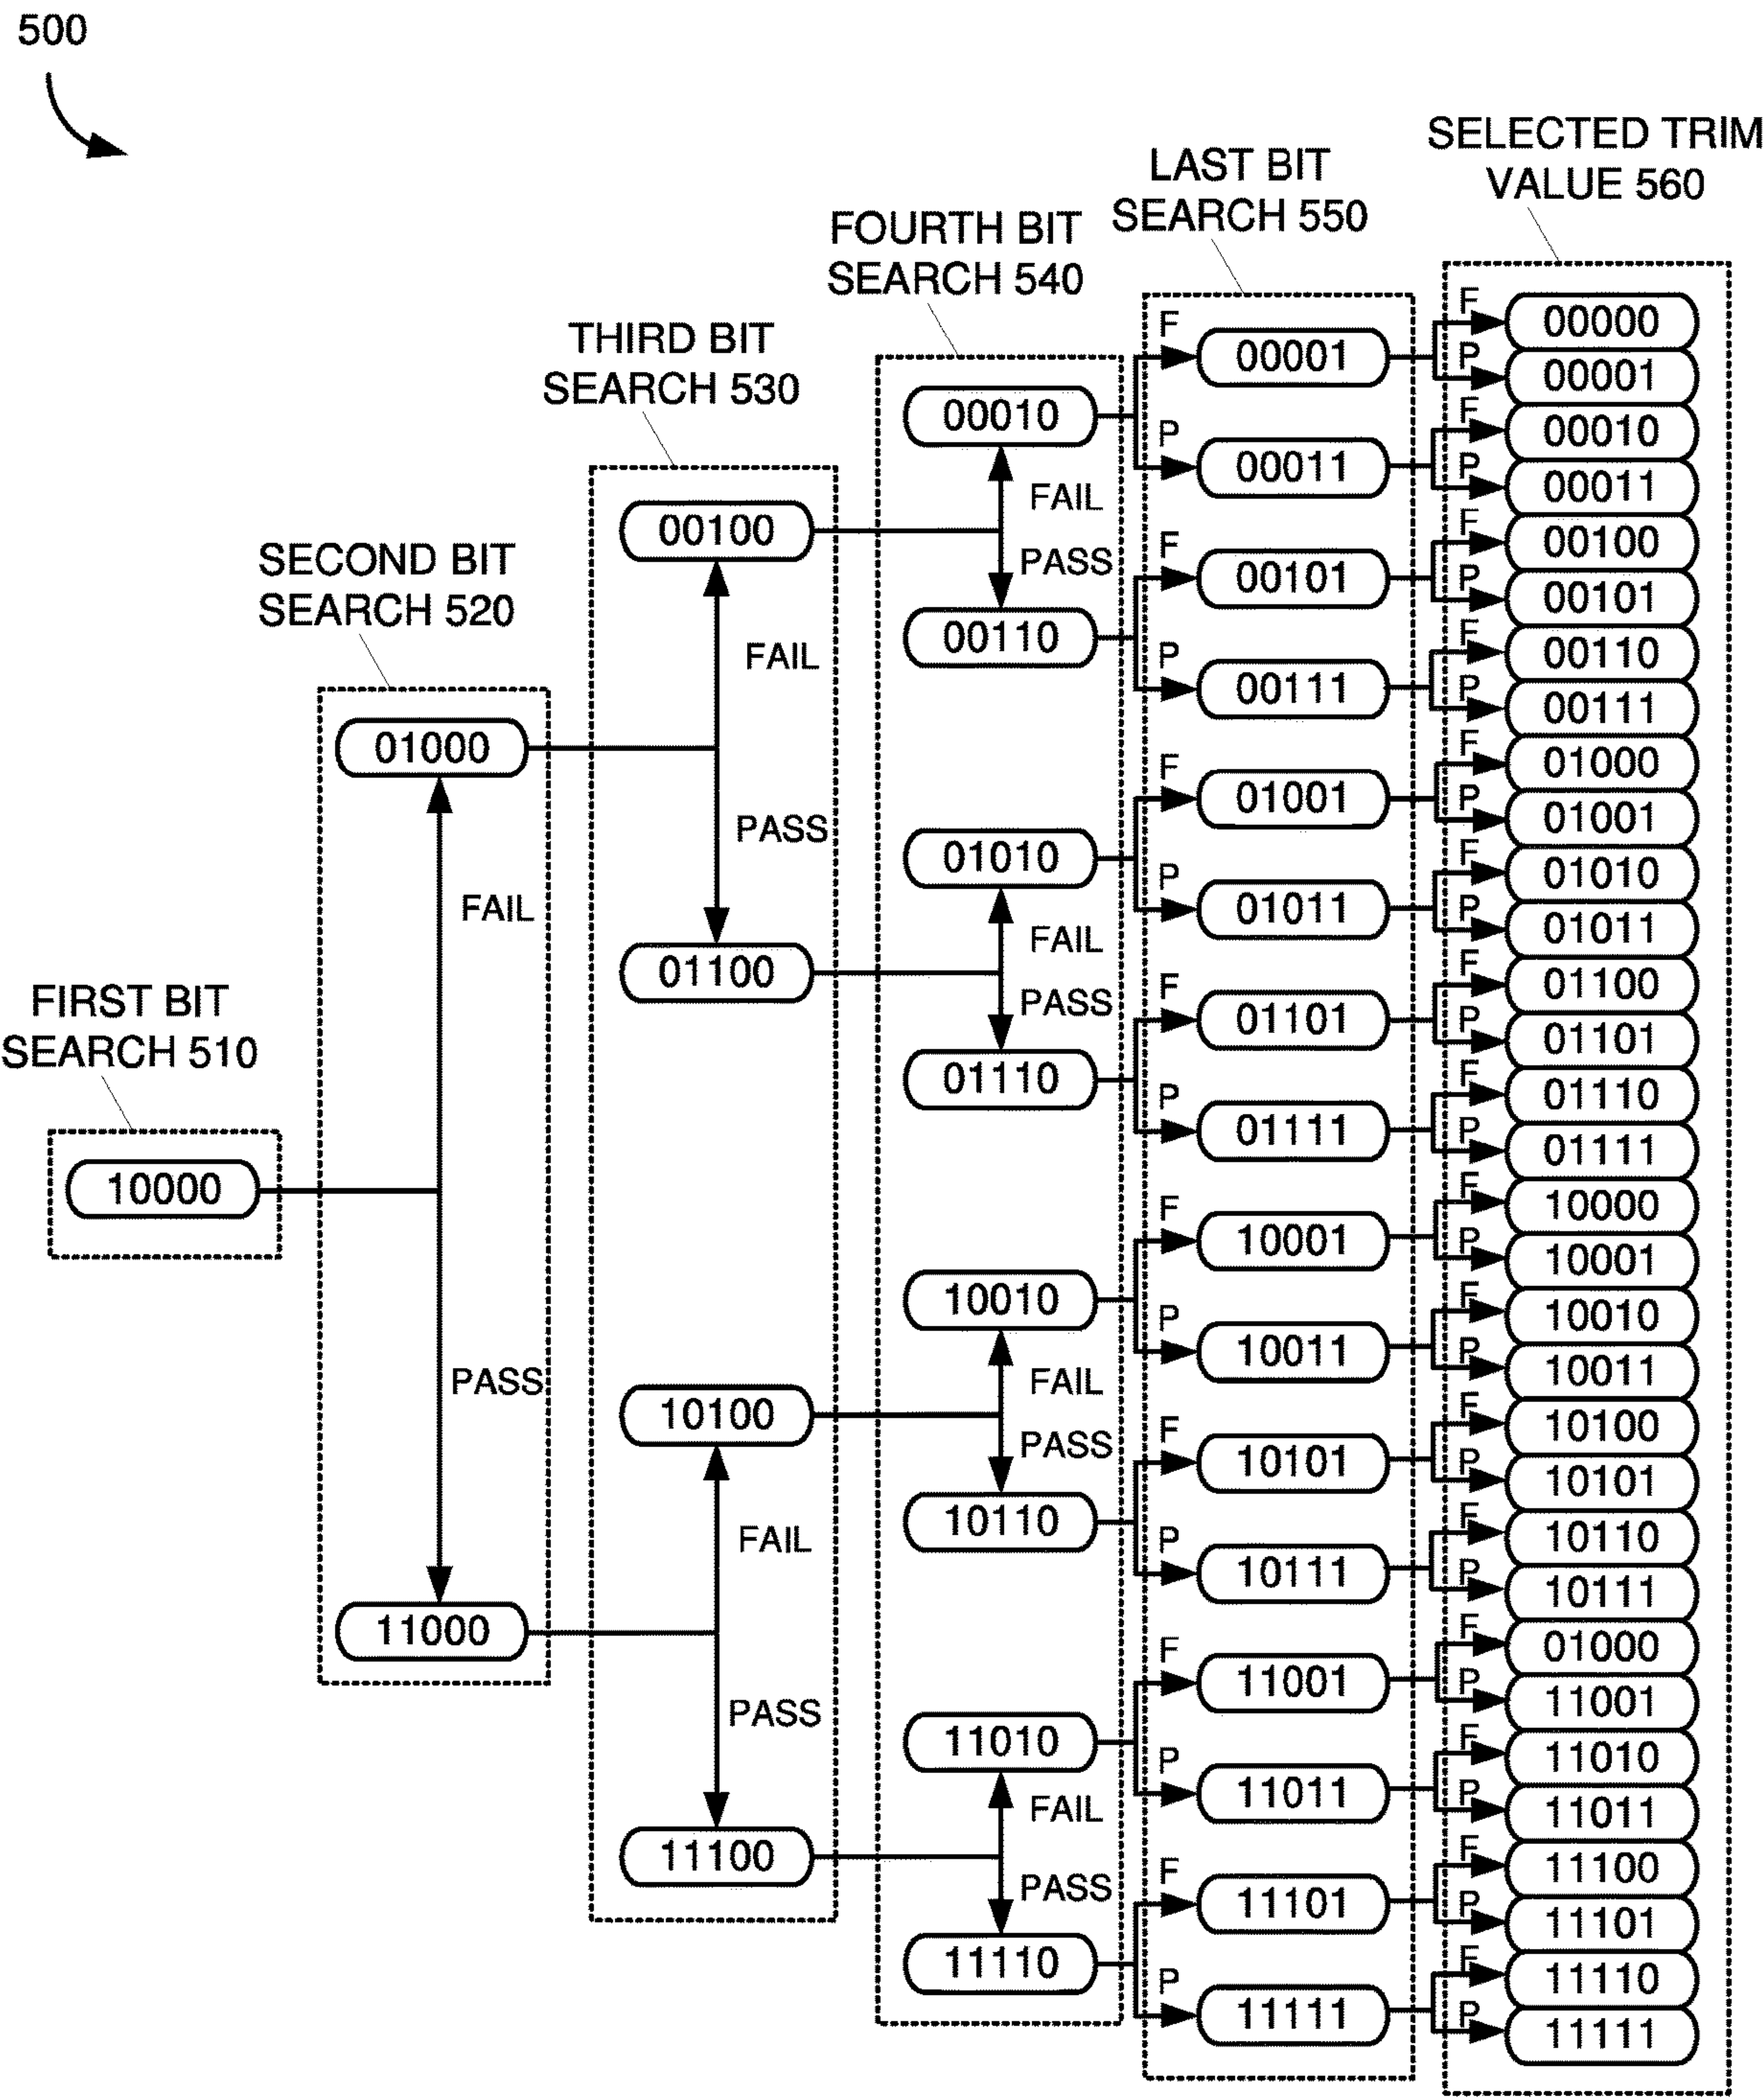 500
FIRST BIT
SEARCH 510
10000
SECOND BIT
SEARCH 520
01000
FAIL
PASS
11000
THIRD BIT
SEARCH 530
00100
FAIL
PASS
01100
10100
FAIL
PASS
11100
FOURTH BIT
SEARCH 540
00010
FAIL
PASS
00110
01010
FAIL
PASS
01110
10010
FAIL
PASS
10110
11010
FAIL
PASS
11110
LAST BIT
SEARCH 550
F
00001
P
00011
F
00101
P
00111
F
01001
P
01011
F
01101
P
01111
F
10001
P
10011
F
10101
P
10111
F
11001
P
11011
F
11101
P
11111
SELECTED TRIM
VALUE 560
F
00000
P
00001
F
00010
P
00011
F
00100
P
00101
F
00110
P
00111
F
01000
P
01001
F
01010
P
01011
F
01100
P
01101
F
01110
P
01111
F
10000
P
10001
F
10010
P
10011
F
10100
P
10101
F
10110
P
10111
F
01000
P
11001
F
11010
P
11011
F
11100
P
11101
F
11110
P
11111